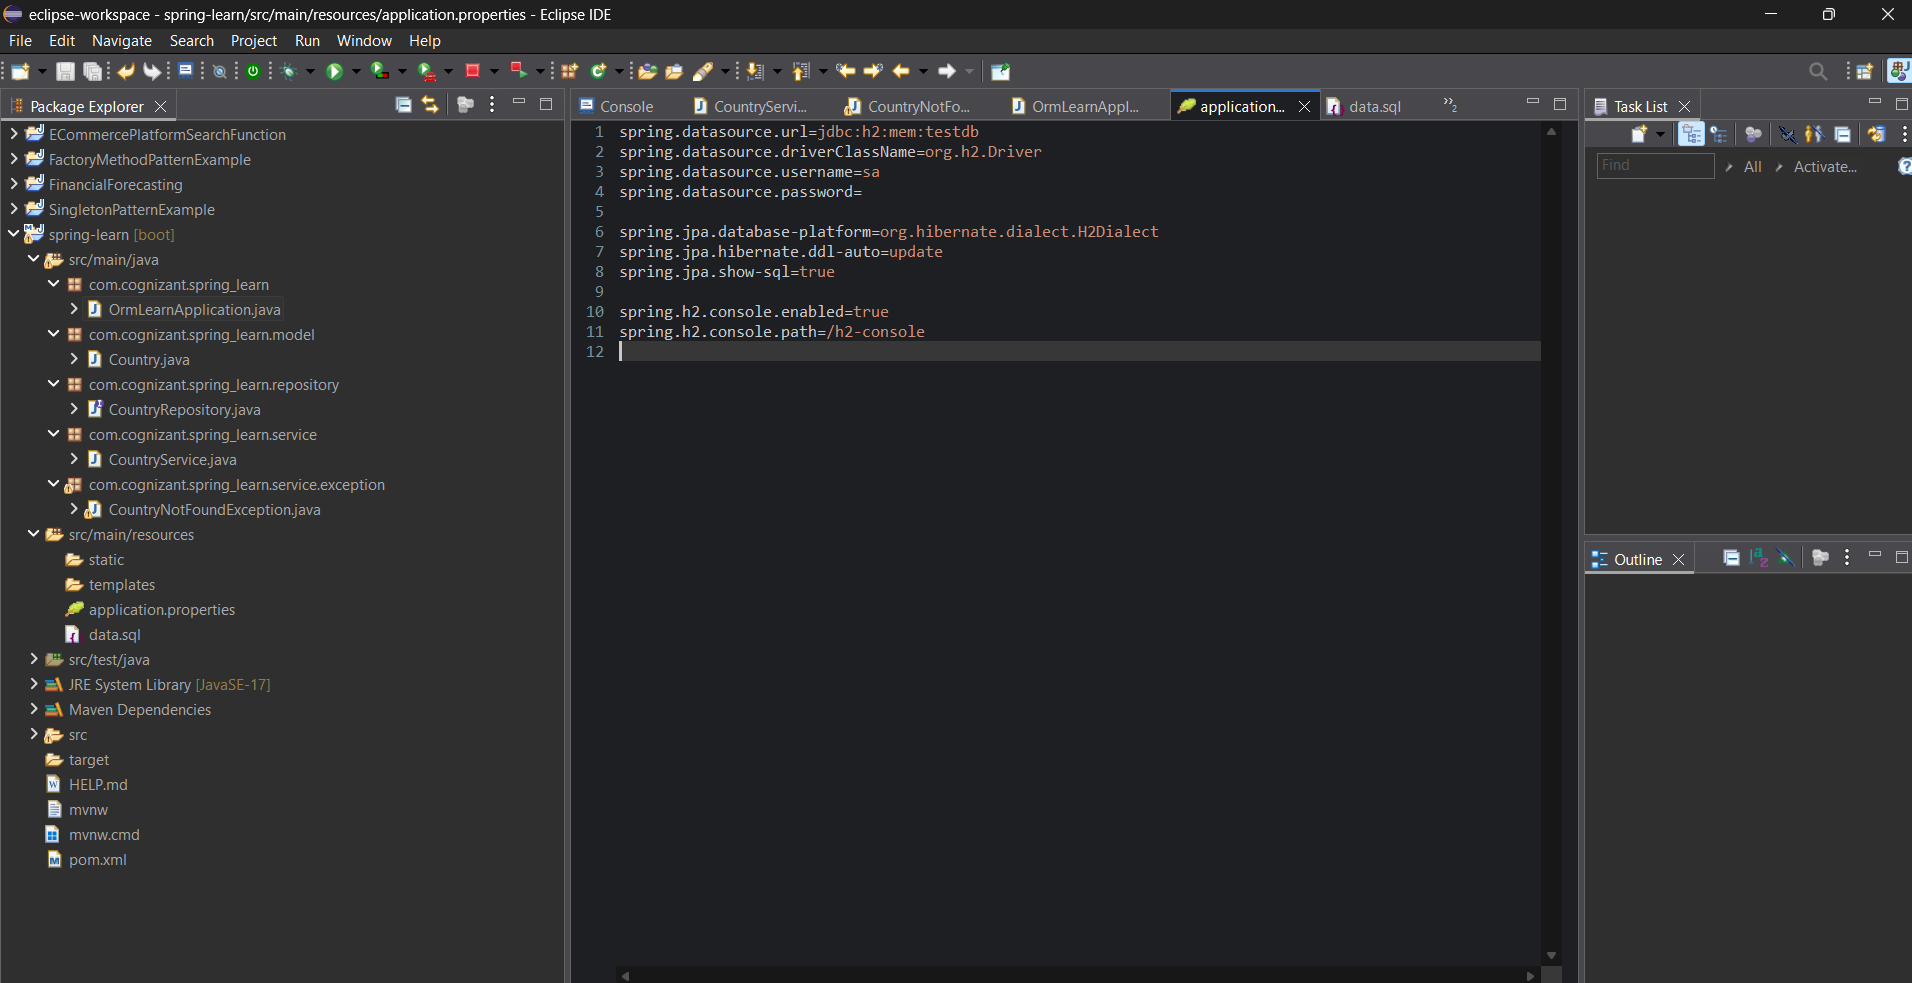 eclipse-workspace - spring-learn/src/main/resources/application.properties - Eclipse IDE
File Edit Navigate Search Project Run Window Help
Package Explorer
ECommercePlatformSearchFunction
FactoryMethodPatternExample
FinancialForecasting
SingletonPatternExample
spring-learn [boot]
src/main/java
com.cognizant.spring_learn
OrmLearnApplication.java
com.cognizant.spring_learn.model
Country.java
com.cognizant.spring_learn.repository
CountryRepository.java
com.cognizant.spring_learn.service
CountryService.java
com.cognizant.spring_learn.service.exception
CountryNotFoundException.java
src/main/resources
static
templates
application.properties
data.sql
src/test/java
JRE System Library [JavaSE-17]
Maven Dependencies
src
target
HELP.md
mvnw
mvnw.cmd
pom.xml
Console CountryServi... CountryNotFo... OrmLearnAppl... application... data.sql »2
1 spring.datasource.url=jdbc:h2:mem:testdb
2 spring.datasource.driverClassName=org.h2.Driver
3 spring.datasource.username=sa
4 spring.datasource.password=
5
6 spring.jpa.database-platform=org.hibernate.dialect.H2Dialect
7 spring.jpa.hibernate.ddl-auto=update
8 spring.jpa.show-sql=true
9
10 spring.h2.console.enabled=true
11 spring.h2.console.path=/h2-console
12
Task List
Find All Activate...
Outline